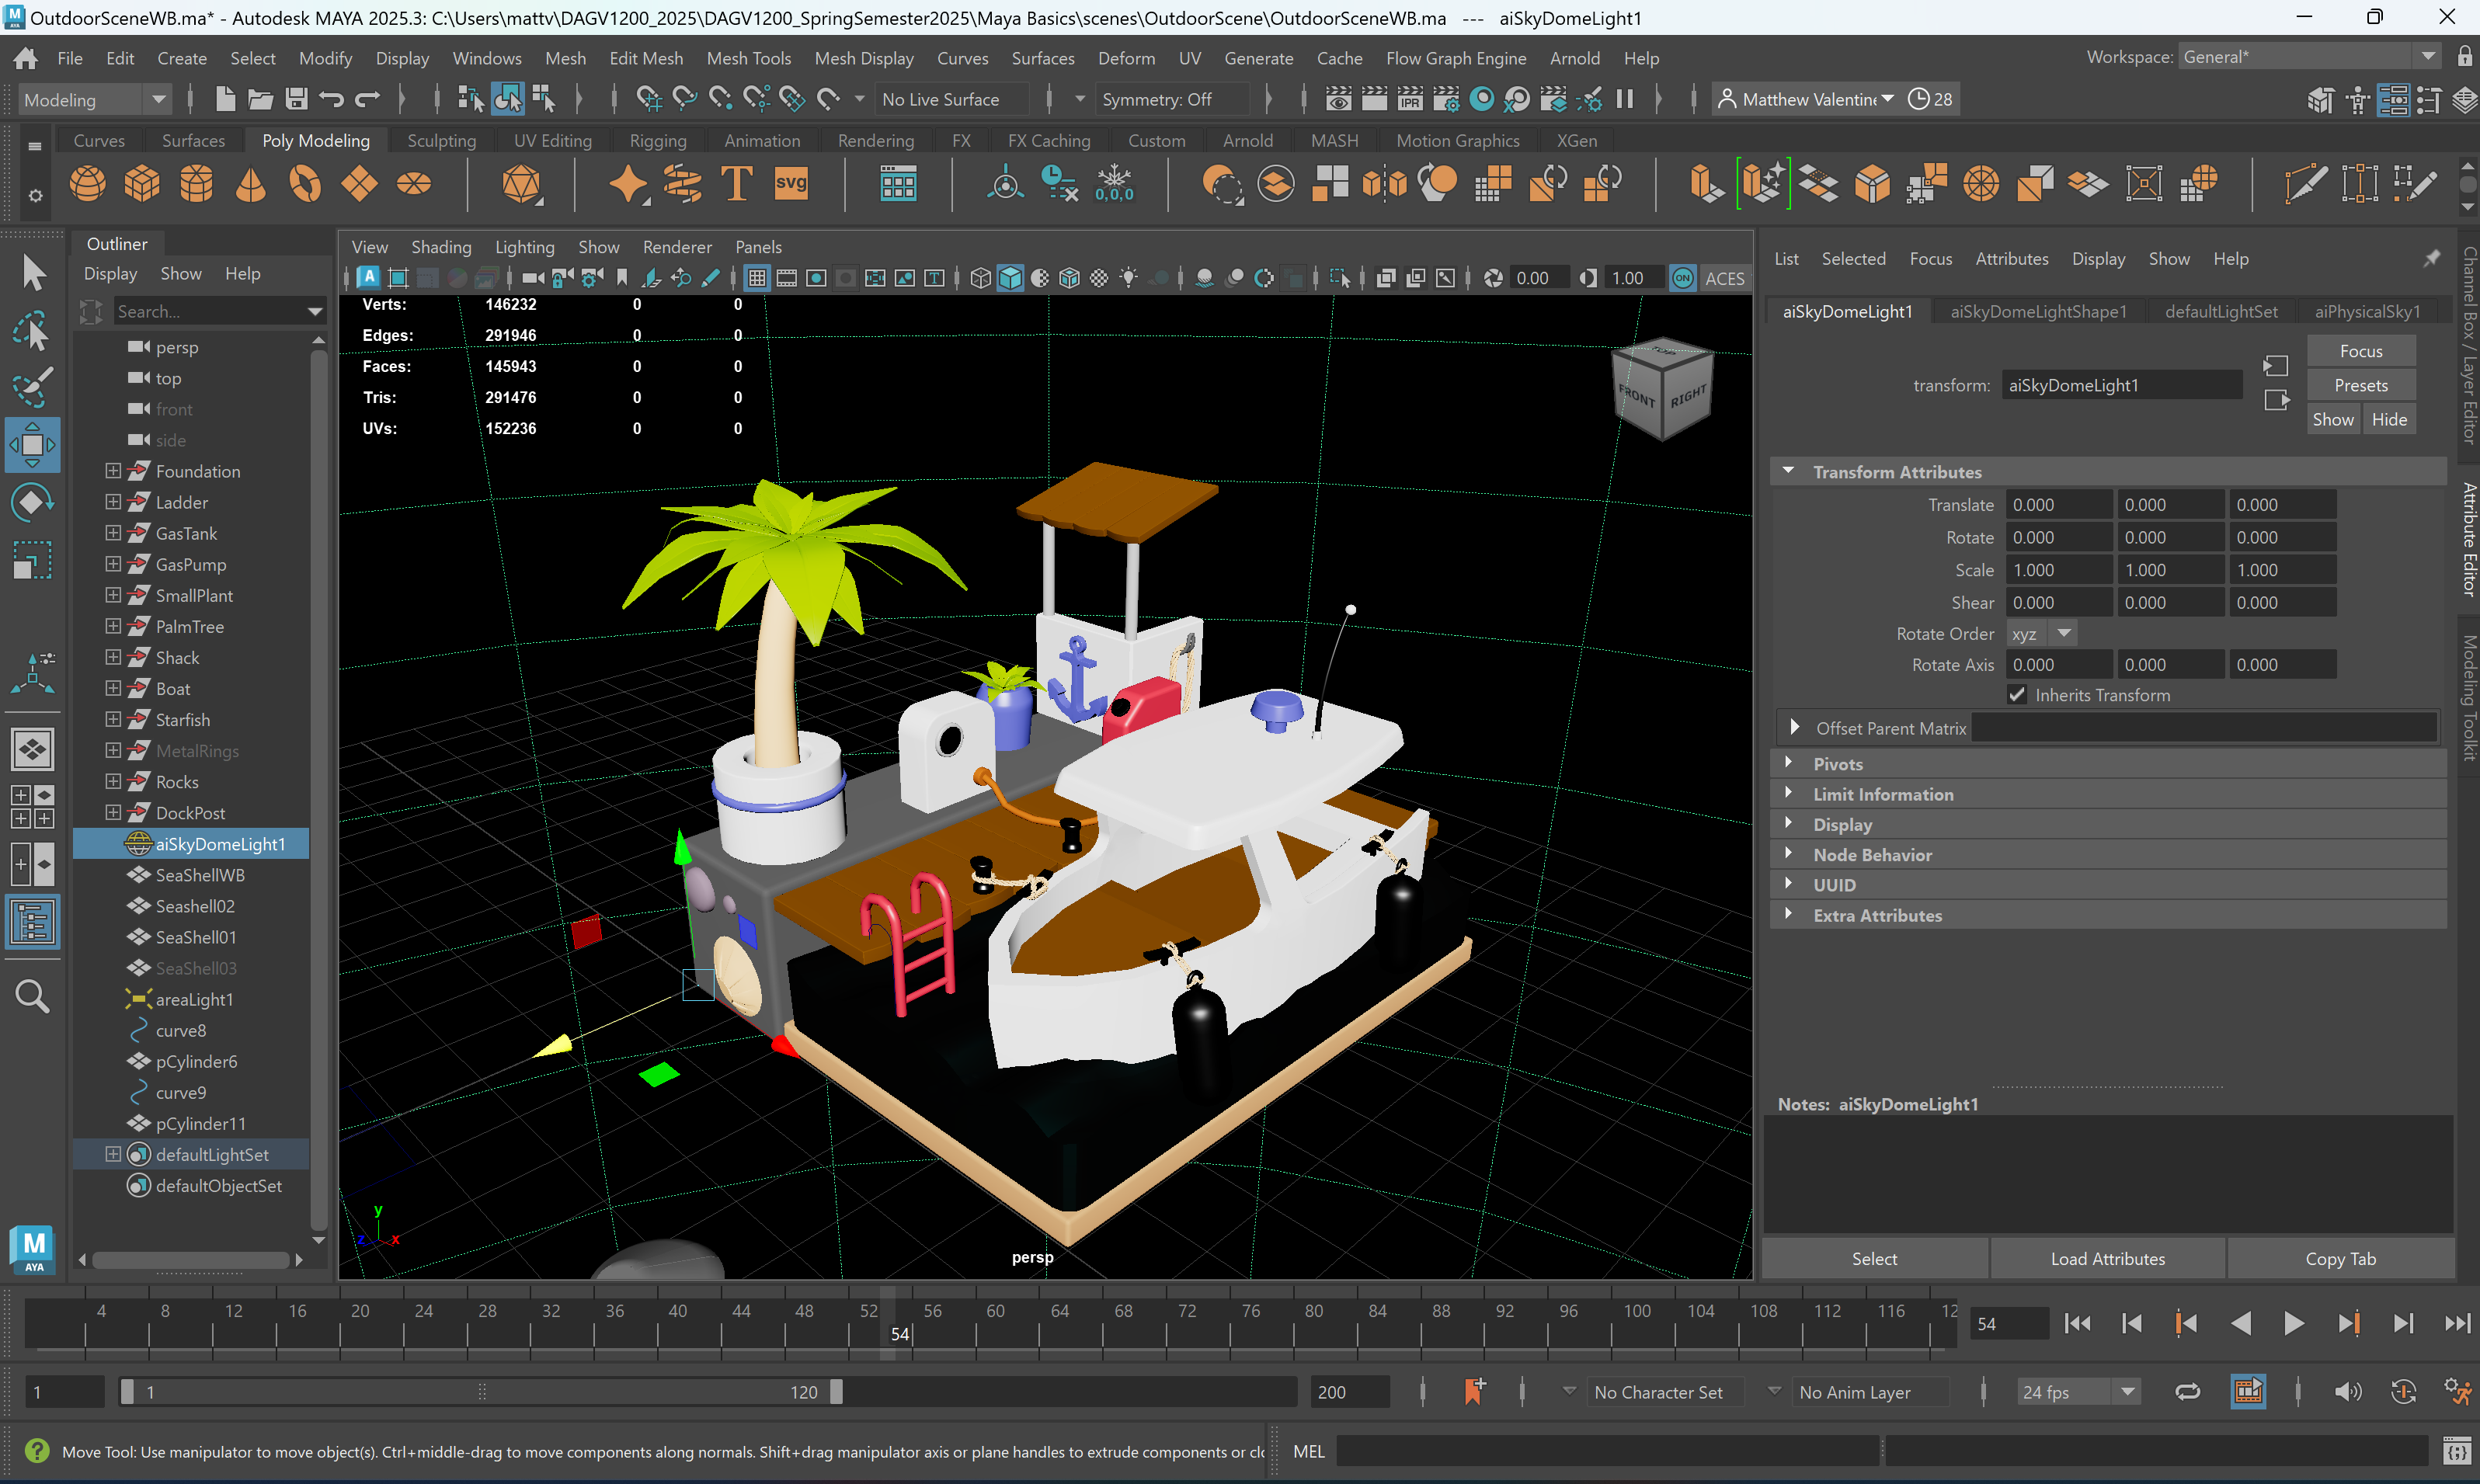 OutdoorSceneWB.ma* - Autodesk MAYA 2025.3: C:\Users\mattv\DAGV1200_2025\DAGV1200_SpringSemester2025\Maya Basics\scenes\OutdoorScene\OutdoorSceneWB.ma --- aiSkyDomeLight1
File Edit Create Select Modify Display Windows Mesh Edit Mesh Mesh Tools Mesh Display Curves Surfaces Deform UV Generate Cache Flow Graph Engine Arnold Help
Workspace: General*
Modeling
No Live Surface
Symmetry: Off
IPR
Matthew Valentine
28
Curves Surfaces Poly Modeling Sculpting UV Editing Rigging Animation Rendering FX FX Caching Custom Arnold MASH Motion Graphics XGen
T
svg
0,0,0
Outliner
Display Show Help
Search...
persp
top
front
side
Foundation
Ladder
GasTank
GasPump
SmallPlant
PalmTree
Shack
Boat
Starfish
MetalRings
Rocks
DockPost
aiSkyDomeLight1
SeaShellWB
Seashell02
SeaShell01
SeaShell03
areaLight1
curve8
pCylinder6
curve9
pCylinder11
defaultLightSet
defaultObjectSet
M
AYA
View Shading Lighting Show Renderer Panels
0.00 1.00 ON ACES
Verts: 146232 0 0
Edges: 291946 0 0
Faces: 145943 0 0
Tris: 291476 0 0
UVs: 152236 0 0
FRONT RIGHT
y
z x
persp
List Selected Focus Attributes Display Show Help
aiSkyDomeLight1 aiSkyDomeLightShape1 defaultLightSet aiPhysicalSky1
Focus
transform: aiSkyDomeLight1
Presets
Show Hide
Transform Attributes
Translate 0.000 0.000 0.000
Rotate 0.000 0.000 0.000
Scale 1.000 1.000 1.000
Shear 0.000 0.000 0.000
Rotate Order xyz
Rotate Axis 0.000 0.000 0.000
Inherits Transform
Offset Parent Matrix
Pivots
Limit Information
Display
Node Behavior
UUID
Extra Attributes
Notes: aiSkyDomeLight1
Select Load Attributes Copy Tab
Channel Box / Layer Editor
Attribute Editor
Modeling Toolkit
4 8 12 16 20 24 28 32 36 40 44 48 52 56 60 64 68 72 76 80 84 88 92 96 100 104 108 112 116 12
54
54
1 1 120 200
No Character Set
No Anim Layer
24 fps
Move Tool: Use manipulator to move object(s). Ctrl+middle-drag to move components along normals. Shift+drag manipulator axis or plane handles to extrude components or clo
MEL